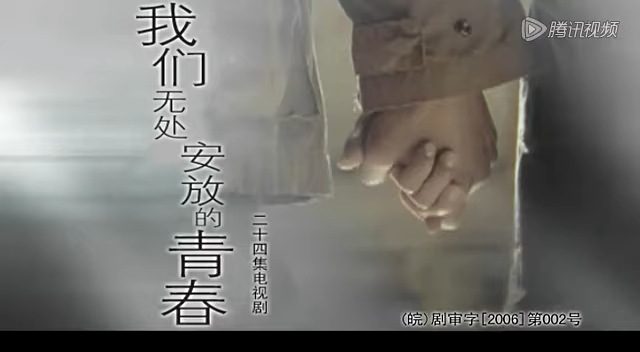 腾讯视频
我们
无处
安放的
青春
二十四集电视剧
(皖)剧审字[2006]第002号